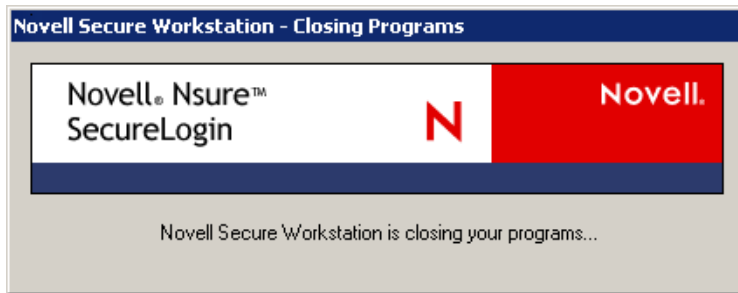 Novell Secure Workstation - Closing Programs
Novell® Nsure™
SecureLogin
N
Novell.
Novell Secure Workstation is closing your programs...